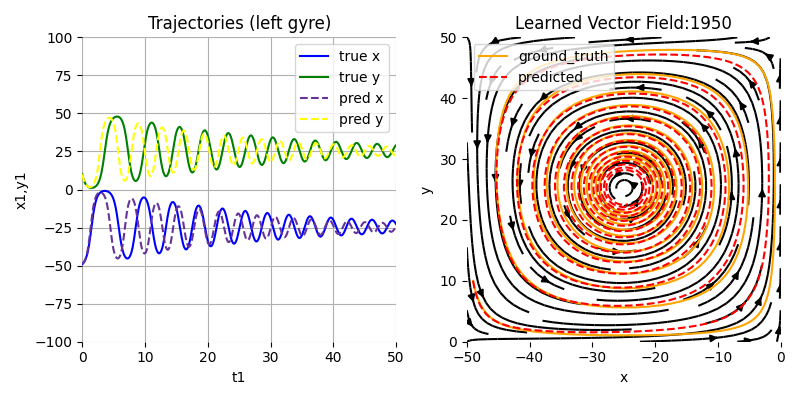 Trajectories (left gyre)
x1,y1
100
75
50
25
0
−25
−50
−75
−100
0
10
20
30
40
50
t1
true x
true y
pred x
pred y
Learned Vector Field:1950
y
50
40
30
20
10
0
−50
−40
−30
−20
−10
0
x
ground_truth
predicted